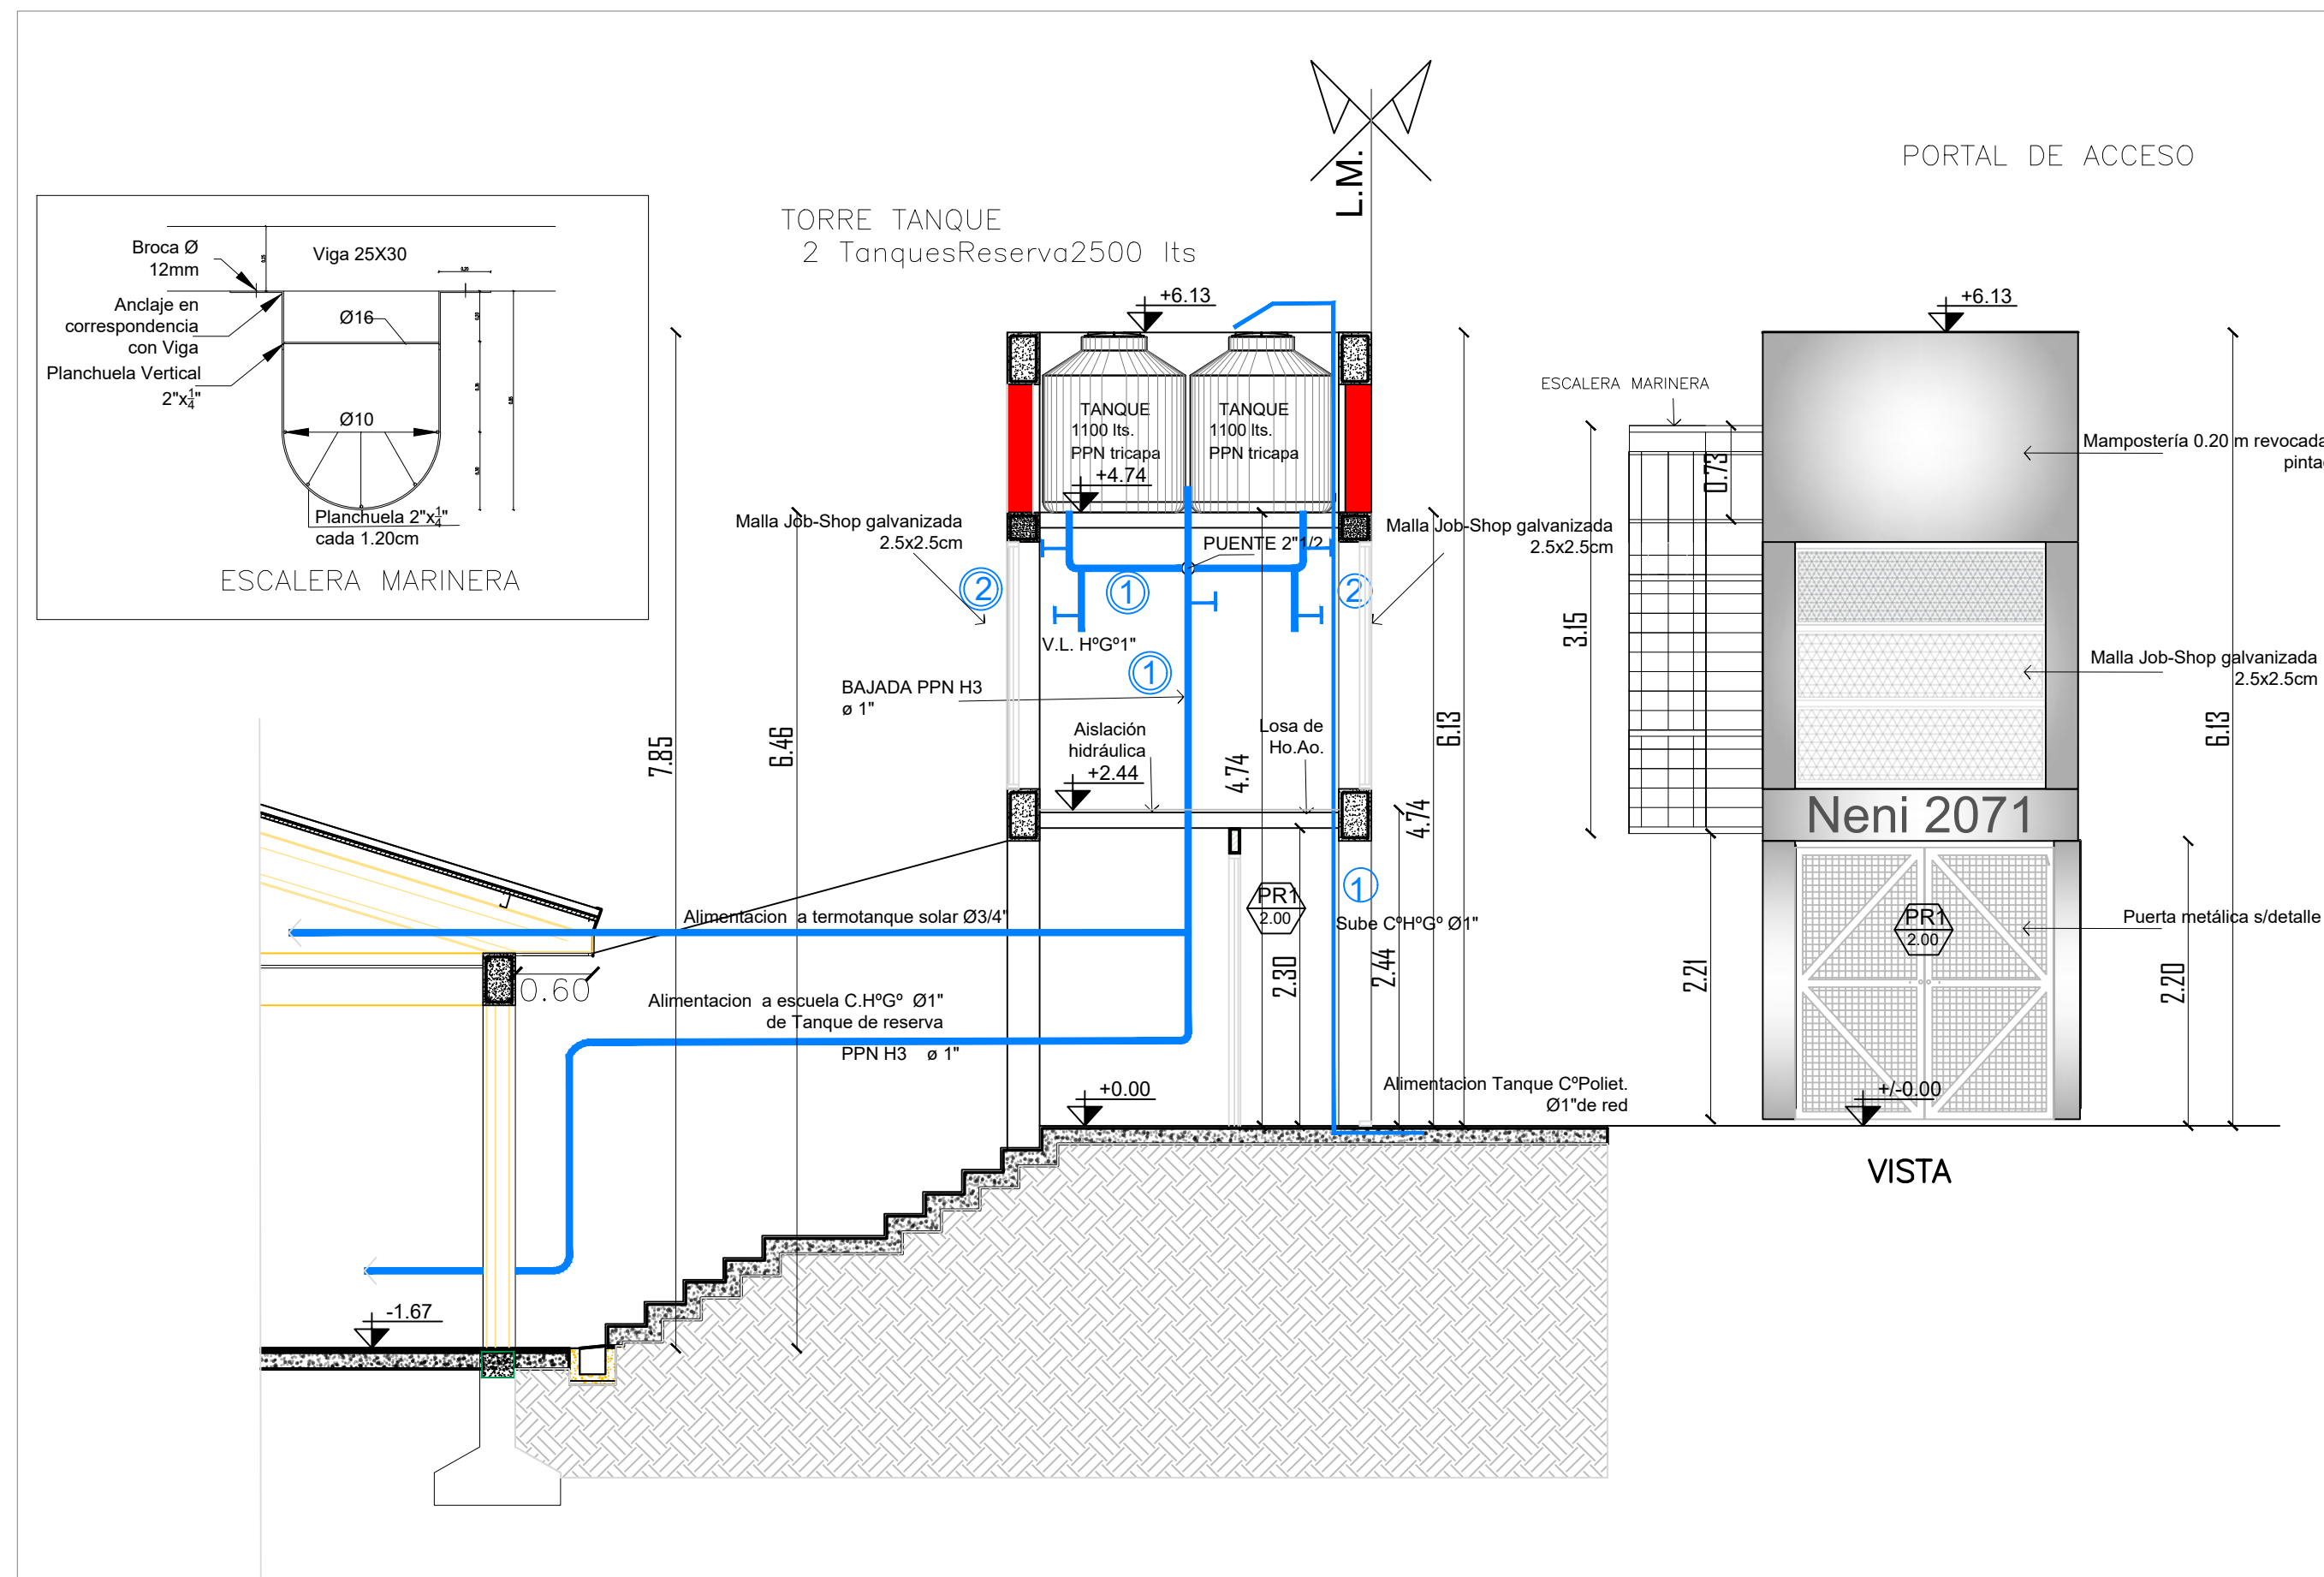 PORTAL DE ACCESO
L.M.
TORRE TANQUE
2 TanquesReserva2500 lts
Broca Ø
12mm
Viga 25X30
Anclaje en
correspondencia
con Viga
Ø16
Planchuela Vertical
2"x1/4"
Ø10
Planchuela 2"x1/4"
cada 1.20cm
ESCALERA MARINERA
+6.13
TANQUE
1100 lts.
PPN tricapa
TANQUE
1100 lts.
PPN tricapa
+4.74
Malla Job-Shop galvanizada
2.5x2.5cm
Malla Job-Shop galvanizada
2.5x2.5cm
PUENTE 2"1/2
2
1
2
V.L. HºGº1"
1
BAJADA PPN H3
ø 1"
Aislación
hidráulica
+2.44
Losa de
Ho.Ao.
7.85
6.46
4.74
6.13
4.74
2.44
2.30
PR1
2.00
1
Sube CºHºGº Ø1"
Alimentacion a termotanque solar Ø3/4"
0.60
Alimentacion a escuela C.HºGº Ø1"
de Tanque de reserva
PPN H3 ø 1"
+0.00
Alimentacion Tanque CºPoliet.
Ø1"de red
-1.67
+6.13
ESCALERA MARINERA
0.73
3.15
2.21
Mampostería 0.20 m revocada
Malla Job-Shop galvanizada
2.5x2.5cm
6.13
Neni 2071
PR1
2.00
Puerta metálica s/detalle
2.20
+/-0.00
VISTA